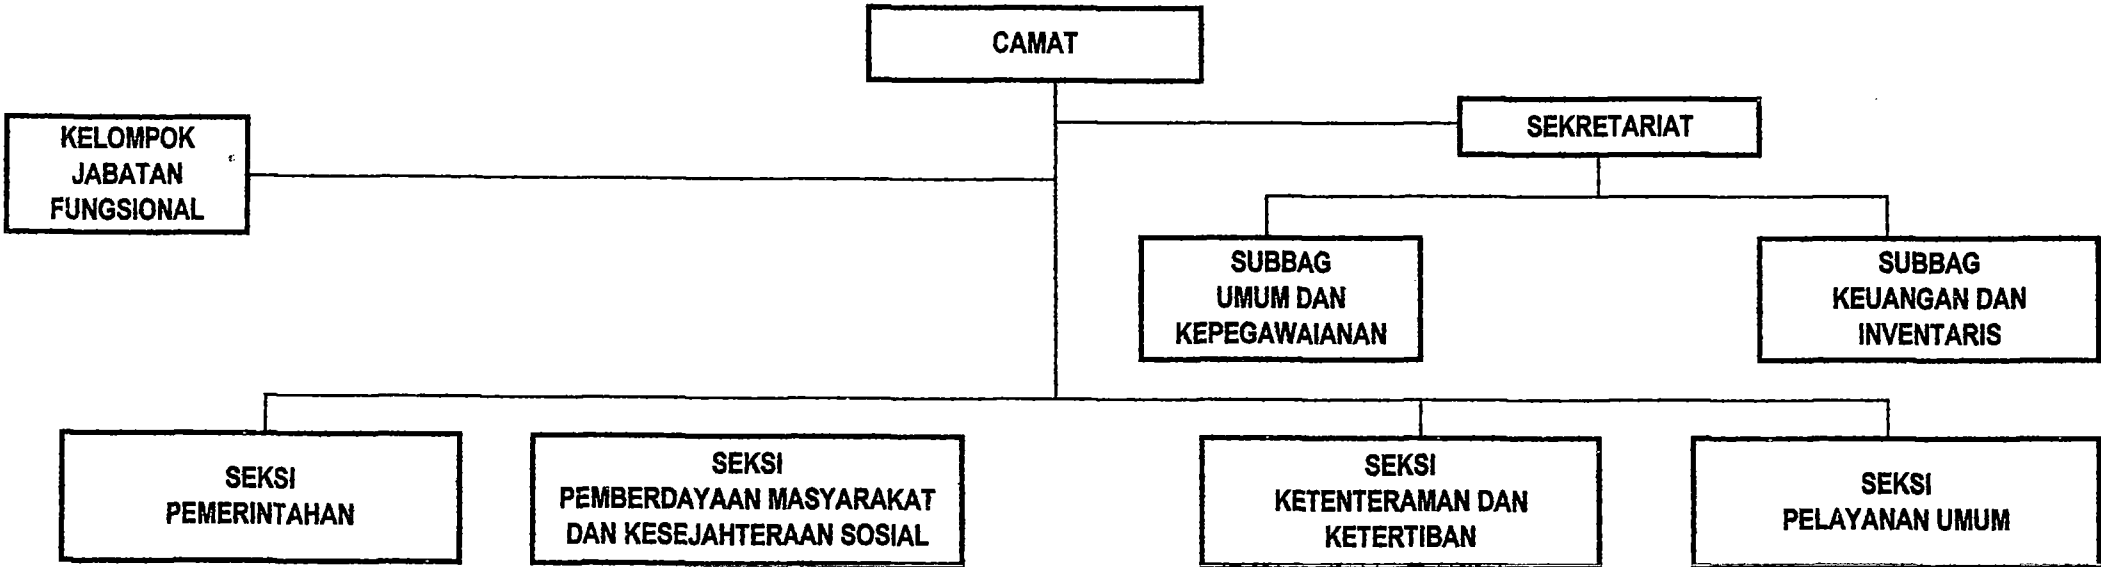 CAMAT
SEKRETARIAT
KELOMPOK
JABATAN
FUNGSIONAL
SUBBAG
UMUM DAN
KEPEGAWAIANAN
SUBBAG
KEUANGAN DAN
INVENTARIS
SEKSI
PEMERINTAHAN
SEKSI
PEMBERDAYAAN MASYARAKAT
DAN KESEJAHTERAAN SOSIAL
SEKSI
KETENTERAMAN DAN
KETERTIBAN
SEKSI
PELAYANAN UMUM